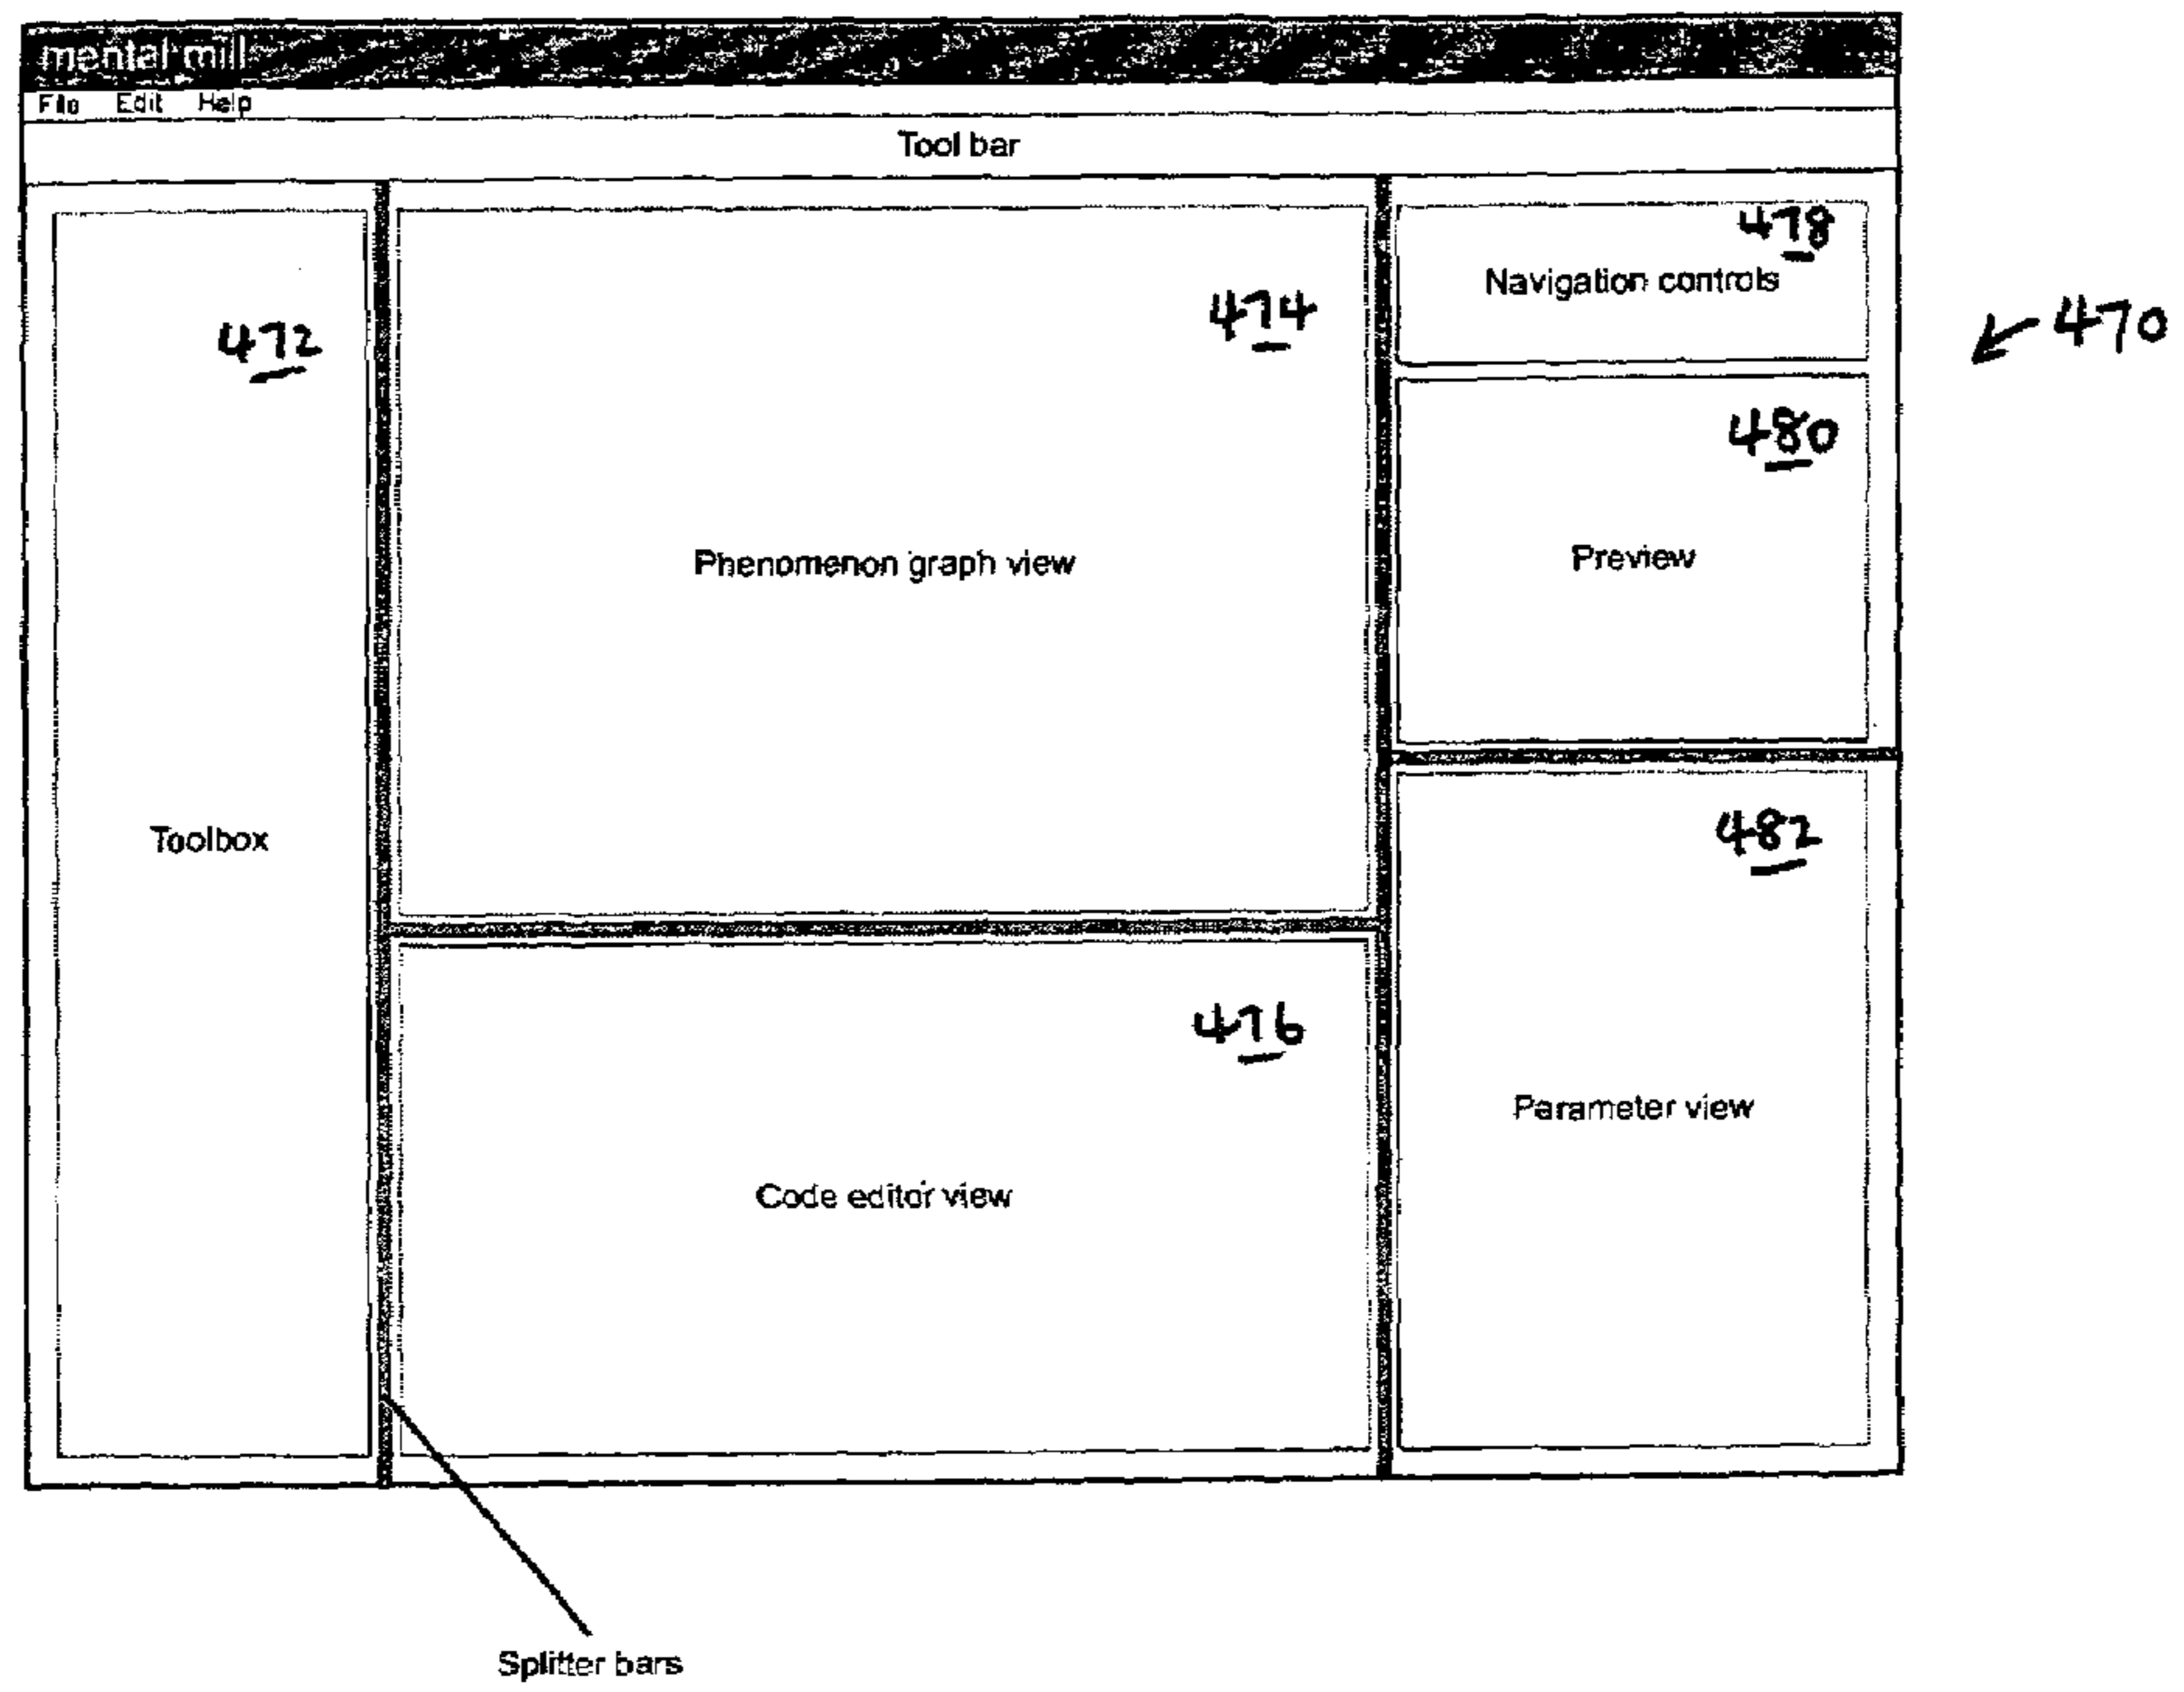 mental mill
File Edit Help
Tool bar
472
Toolbox
474
Phenomenon graph view
476
Code editor view
478
Navigation controls
480
Preview
482
Parameter view
470
Splitter bars